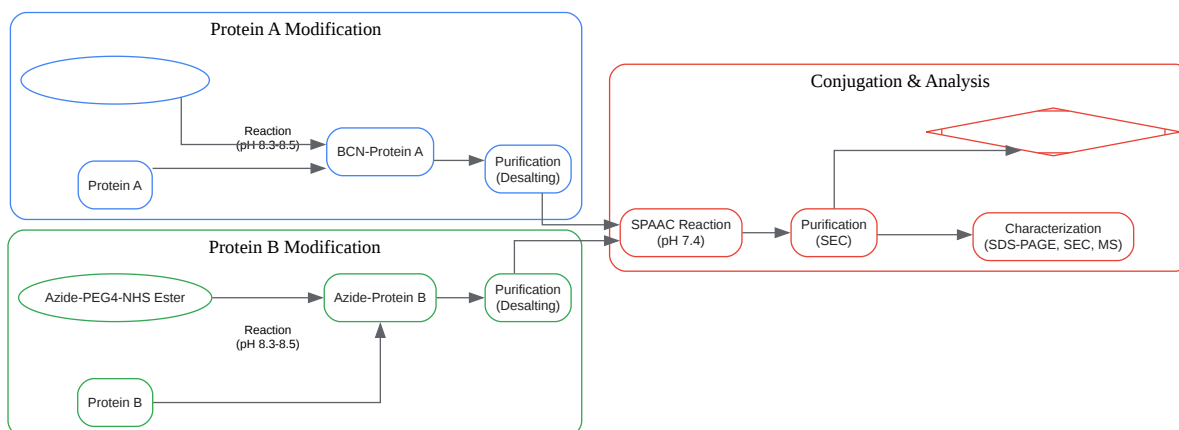 Protein A Modification
Reaction
(pH 8.3-8.5)
BCN-Protein A
Purification
(Desalting)
Protein A
Protein B Modification
Azide-PEG4-NHS Ester
Reaction
(pH 8.3-8.5)
Azide-Protein B
Purification
(Desalting)
Protein B
Conjugation & Analysis
SPAAC Reaction
(pH 7.4)
Purification
(SEC)
Characterization
(SDS-PAGE, SEC, MS)